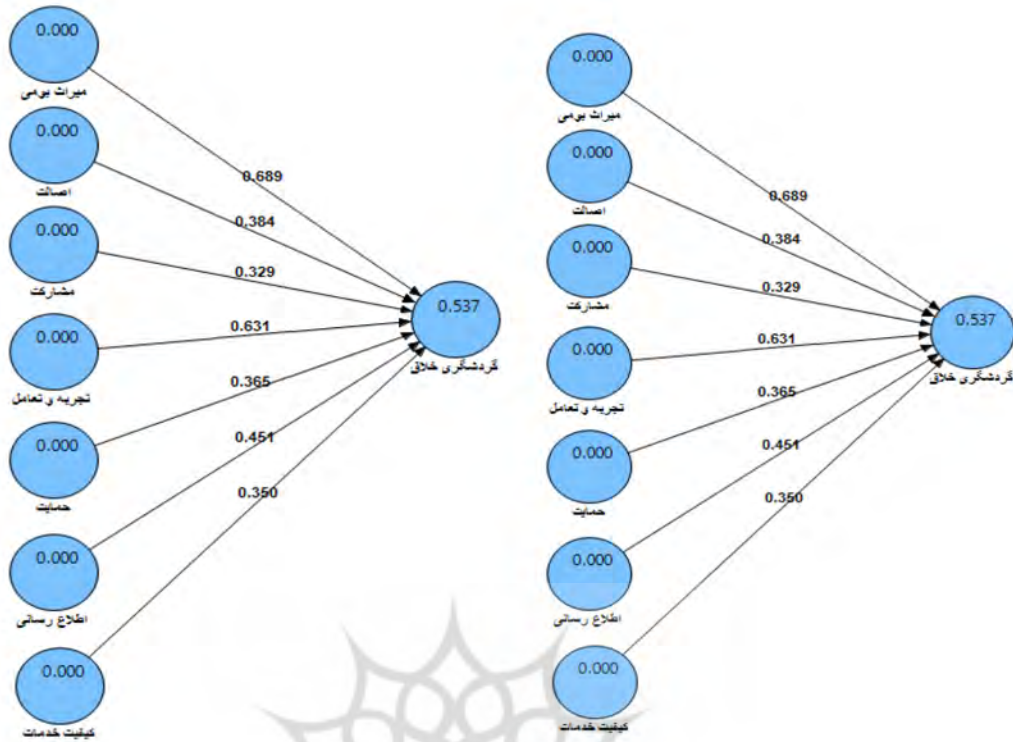 0.000
میراث بومی
0.000
اصالت
0.000
مشارکت
0.000
تجربه و تعامل
0.000
حمایت
0.000
اطلاع رسانی
0.000
کیفیت خدمات
0.689
0.384
0.329
0.631
0.365
0.451
0.350
0.537
گردشگری خلاق
0.000
میراث بومی
0.000
اصالت
0.000
مشارکت
0.000
تجربه و تعامل
0.000
حمایت
0.000
اطلاع رسانی
0.000
کیفیت خدمات
0.689
0.384
0.329
0.631
0.365
0.451
0.350
0.537
گردشگری خلاق